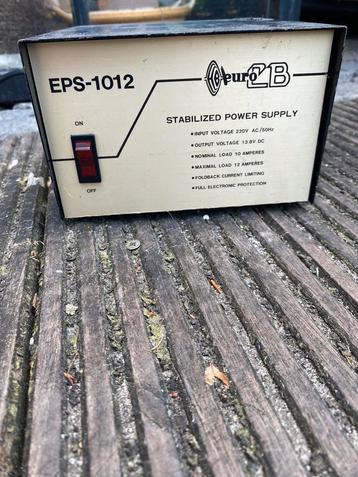 EPS-1012
euro CB
STABILIZED POWER SUPPLY
ON
• INPUT VOLTAGE 220V AC/50Hz
• OUTPUT VOLTAGE 13.8V DC
• NOMINAL LOAD 10 AMPERES
• MAXIMAL LOAD 12 AMPERES
• FOLDBACK CURRENT LIMITING
• FULL ELECTRONIC PROTECTION
OFF